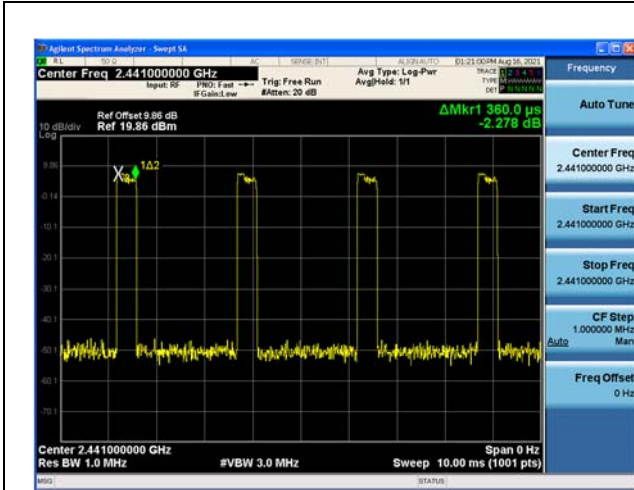 Agilent Spectrum Analyzer - Swept SA
RL 50 Ω AC SENSE:INT ALIGN AUTO 01:21:00 PM Aug 16, 2021
Center Freq 2.441000000 GHz
Input: RF PNO: Fast Trig: Free Run Avg Type: Log-Pwr TRACE 1 2 3 4 5 6
IFGain:Low #Atten: 20 dB Avg|Hold: 1/1 TYPE
DET P N N N N N
Frequency
Auto Tune
Center Freq
2.441000000 GHz
Start Freq
2.441000000 GHz
Stop Freq
2.441000000 GHz
CF Step
1.000000 MHz
Auto Man
Freq Offset
0 Hz
Ref Offset 9.86 dB
10 dB/div Ref 19.86 dBm
Log
ΔMkr1 360.0 µs
-2.278 dB
1Δ2
9.86
-0.14
-10.1
-20.1
-30.1
-40.1
-50.1
-60.1
-70.1
Center 2.441000000 GHz Span 0 Hz
Res BW 1.0 MHz #VBW 3.0 MHz Sweep 10.00 ms (1001 pts)
MSG STATUS